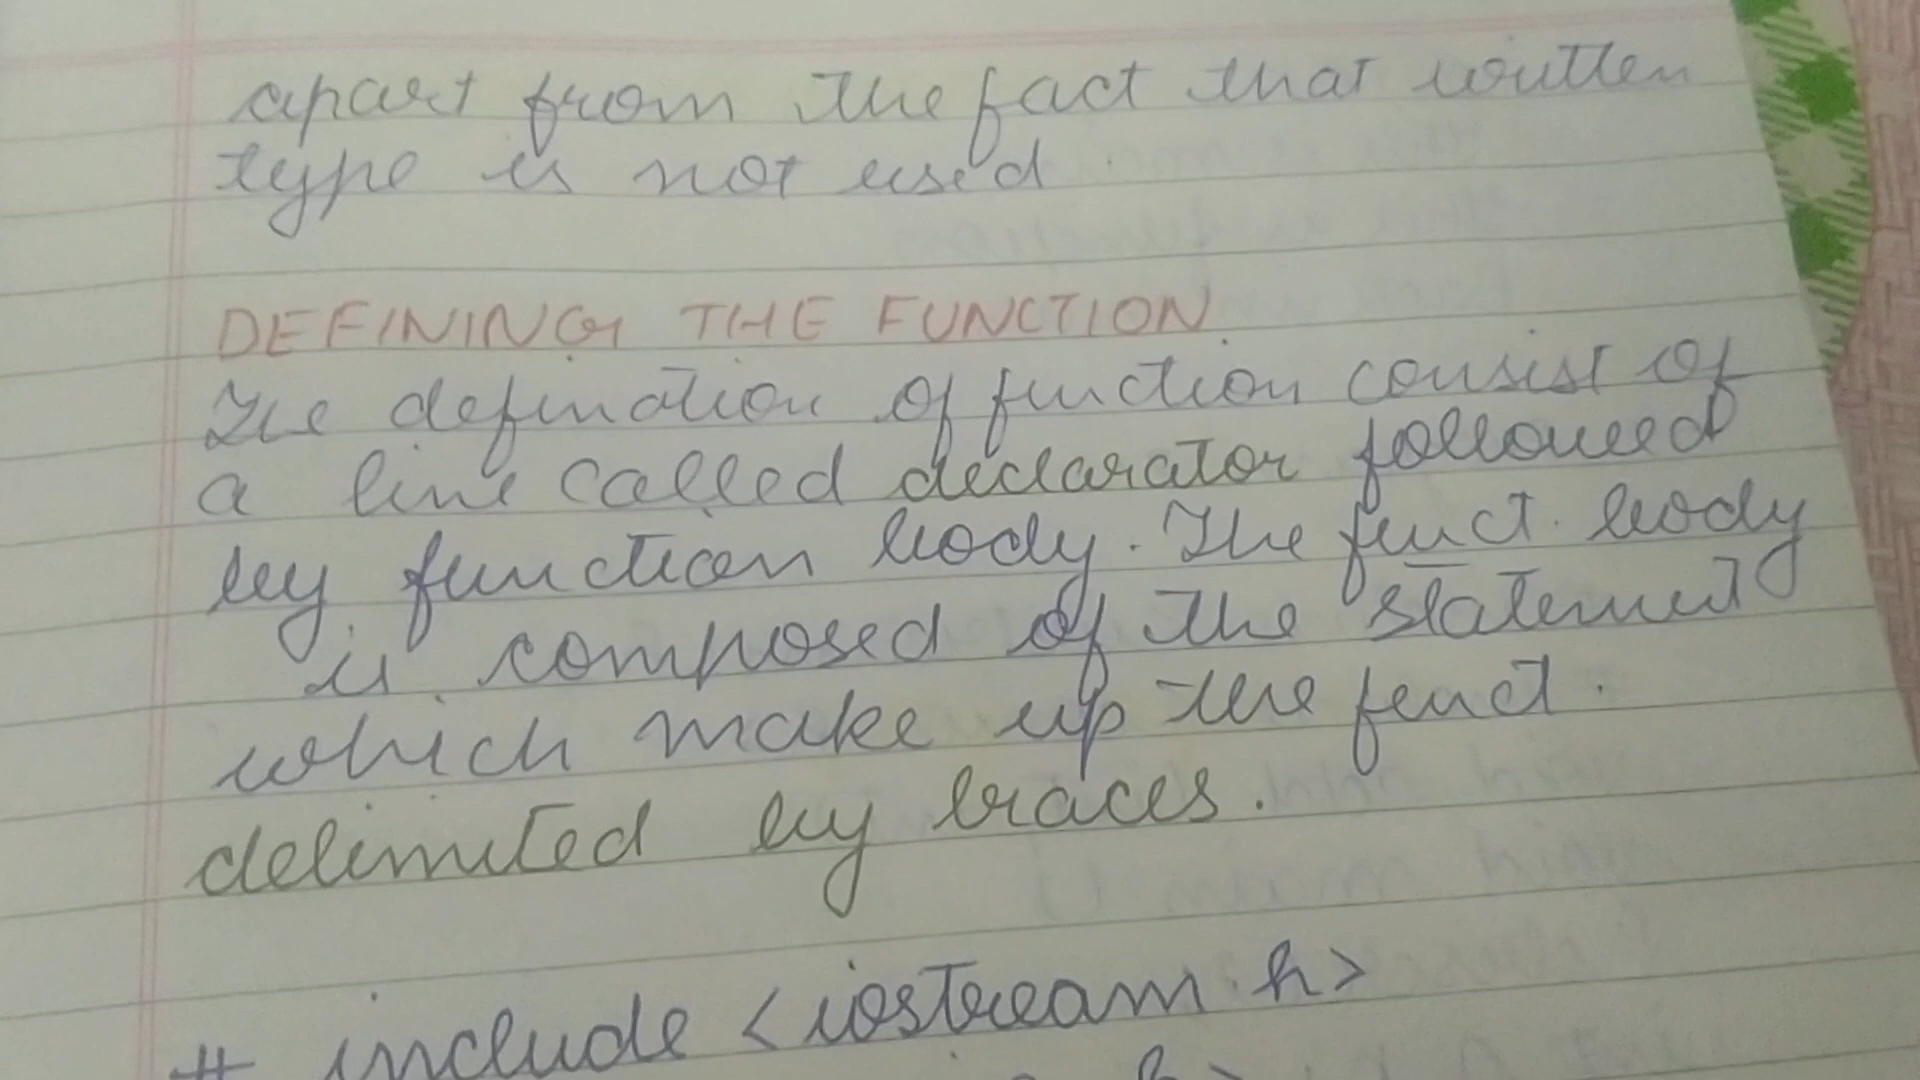 apart from the fact that written
type is not used.
DEFINING THE FUNCTION
The defination of function consist of
a line called declarator followed
by function body. The funct. body
is composed of the statement
which make up the funct.
delimited by braces.
# include <iostream.h>
h>